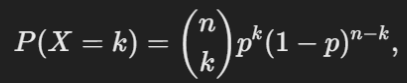 P(X = k) = \binom{n}{k} p^k (1 − p)^{n−k},